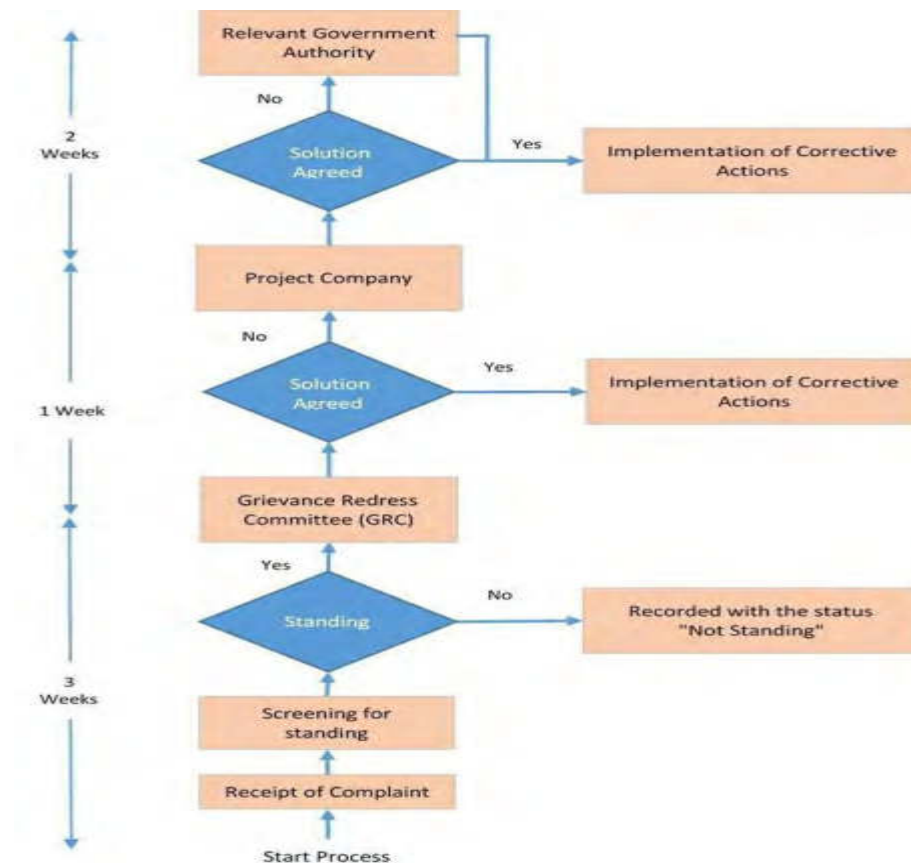 Relevant Government
Authority
No
2
Weeks
Solution
Agreed
Yes
Implementation of Corrective
Actions
Project Company
No
1 Week
Solution
Agreed
Yes
Implementation of Corrective
Actions
Grievance Redress
Committee (GRC)
Yes
Standing
No
Recorded with the status
"Not Standing"
3
Weeks
Screening for
standing
Receipt of Complaint
Start Process